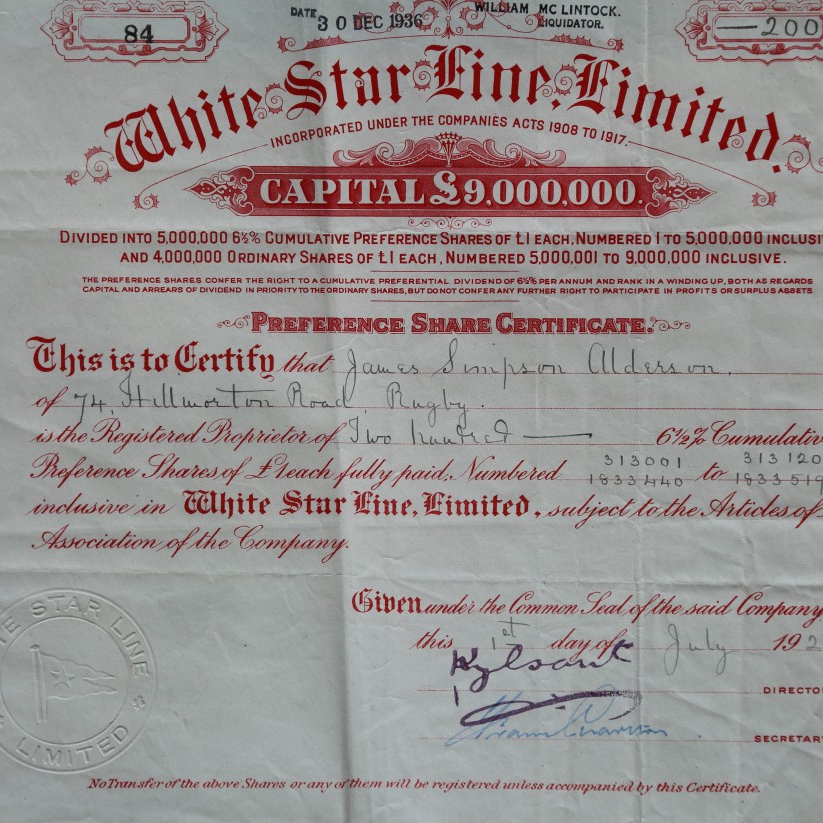 84
DATE 30 DEC 1936
WILLIAM MC LINTOCK.
LIQUIDATOR.
—200
White Star Line, Limited.
INCORPORATED UNDER THE COMPANIES ACTS 1908 TO 1917.
CAPITAL £9,000,000.
DIVIDED INTO 5,000,000 6½% CUMULATIVE PREFERENCE SHARES OF £1 EACH, NUMBERED 1 TO 5,000,000 INCLUSI
AND 4,000,000 ORDINARY SHARES OF £1 EACH, NUMBERED 5,000,001 TO 9,000,000 INCLUSIVE.
THE PREFERENCE SHARES CONFER THE RIGHT TO A CUMULATIVE PREFERENTIAL DIVIDEND OF 6½% PER ANNUM AND RANK IN A WINDING UP, BOTH AS REGARDS
CAPITAL AND ARREARS OF DIVIDEND IN PRIORITY TO THE ORDINARY SHARES, BUT DO NOT CONFER ANY FURTHER RIGHT TO PARTICIPATE IN PROFITS OR SURPLUS ASSETS
PREFERENCE SHARE CERTIFICATE.
This is to Certify that James Simpson Alderson.
of 74, Hillmorton Road, Rugby.
is the Registered Proprietor of Two hundred — 6½% Cumulativ
313001 313120
Preference Shares of £1 each fully paid, Numbered 1833440 to 1833519
inclusive in White Star Line, Limited, subject to the Articles of
Association of the Company.
Given under the Common Seal of the said Company
this 1st day of July 192
Kylsant
DIRECTO
SECRETARY
E STAR LINE
LIMITED
No Transfer of the above Shares or any of them will be registered unless accompanied by this Certificate.